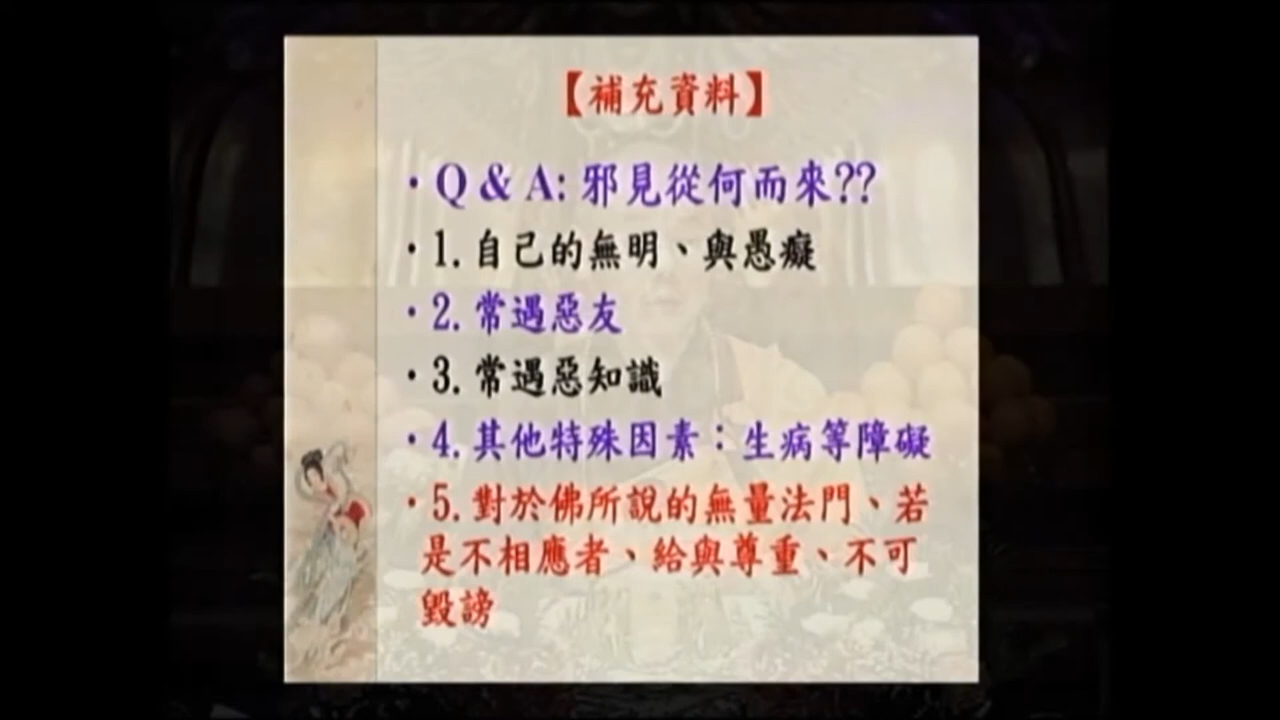 【補充資料】
・Q & A: 邪見從何而來??
・1. 自己的無明、與愚癡
・2. 常遇惡友
・3. 常遇惡知識
・4. 其他特殊因素：生病等障礙
・5. 對於佛所說的無量法門、若
是不相應者、給與尊重、不可
毀謗